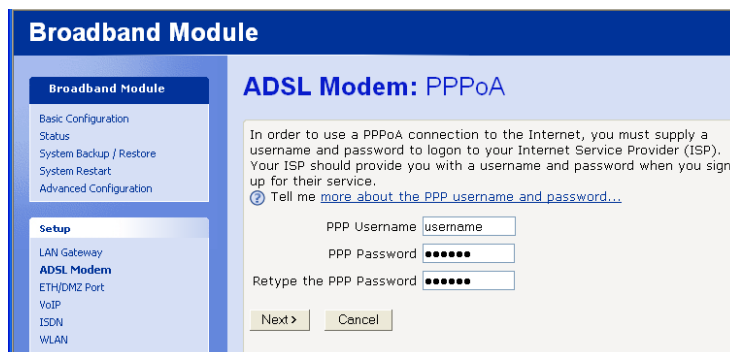 Broadband Module
Broadband Module
Basic Configuration
Status
System Backup / Restore
System Restart
Advanced Configuration
Setup
LAN Gateway
ADSL Modem
ETH/DMZ Port
VoIP
ISDN
WLAN
ADSL Modem: PPPoA
In order to use a PPPoA connection to the Internet, you must supply a
username and password to logon to your Internet Service Provider (ISP).
Your ISP should provide you with a username and password when you sign
up for their service.
? Tell me more about the PPP username and password...
PPP Username username
PPP Password ●●●●●●
Retype the PPP Password ●●●●●●
Next> Cancel